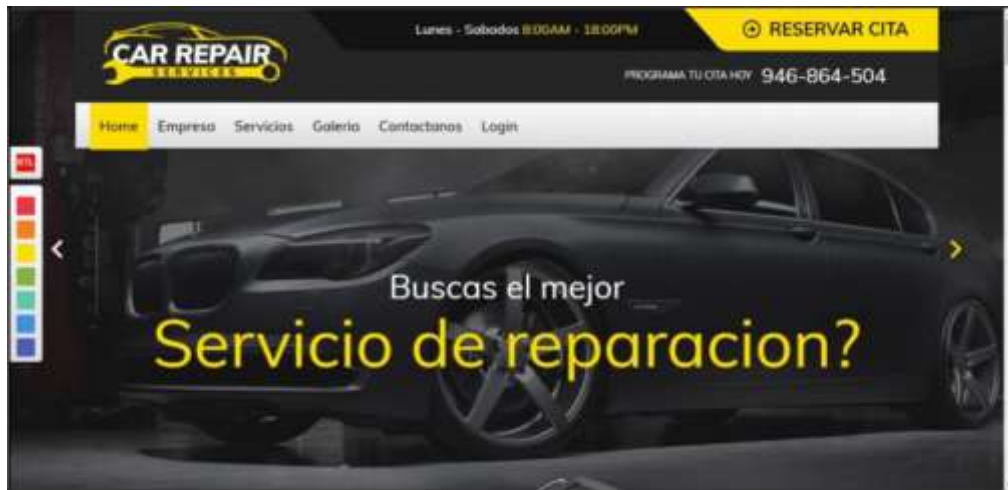 CAR REPAIR
SERVICES
Lunes - Sabados 8:00AM - 18:00PM
RESERVAR CITA
PROGRAMA TU CITA HOY 946-864-504
Home Empresa Servicios Galeria Contactanos Login
RTL
Buscas el mejor
Servicio de reparacion?